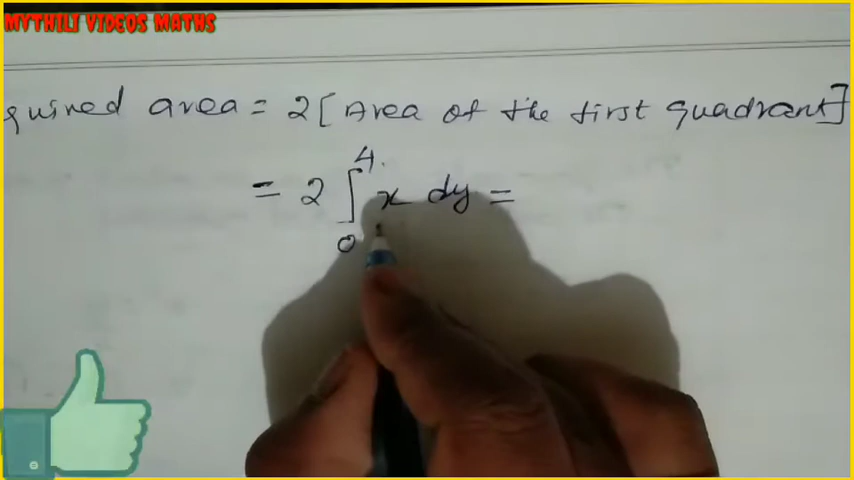 MYTHILI VIDEOS MATHS
quired area = 2 [Area of the first quadrant]
= 2 ∫₀⁴ x dy =